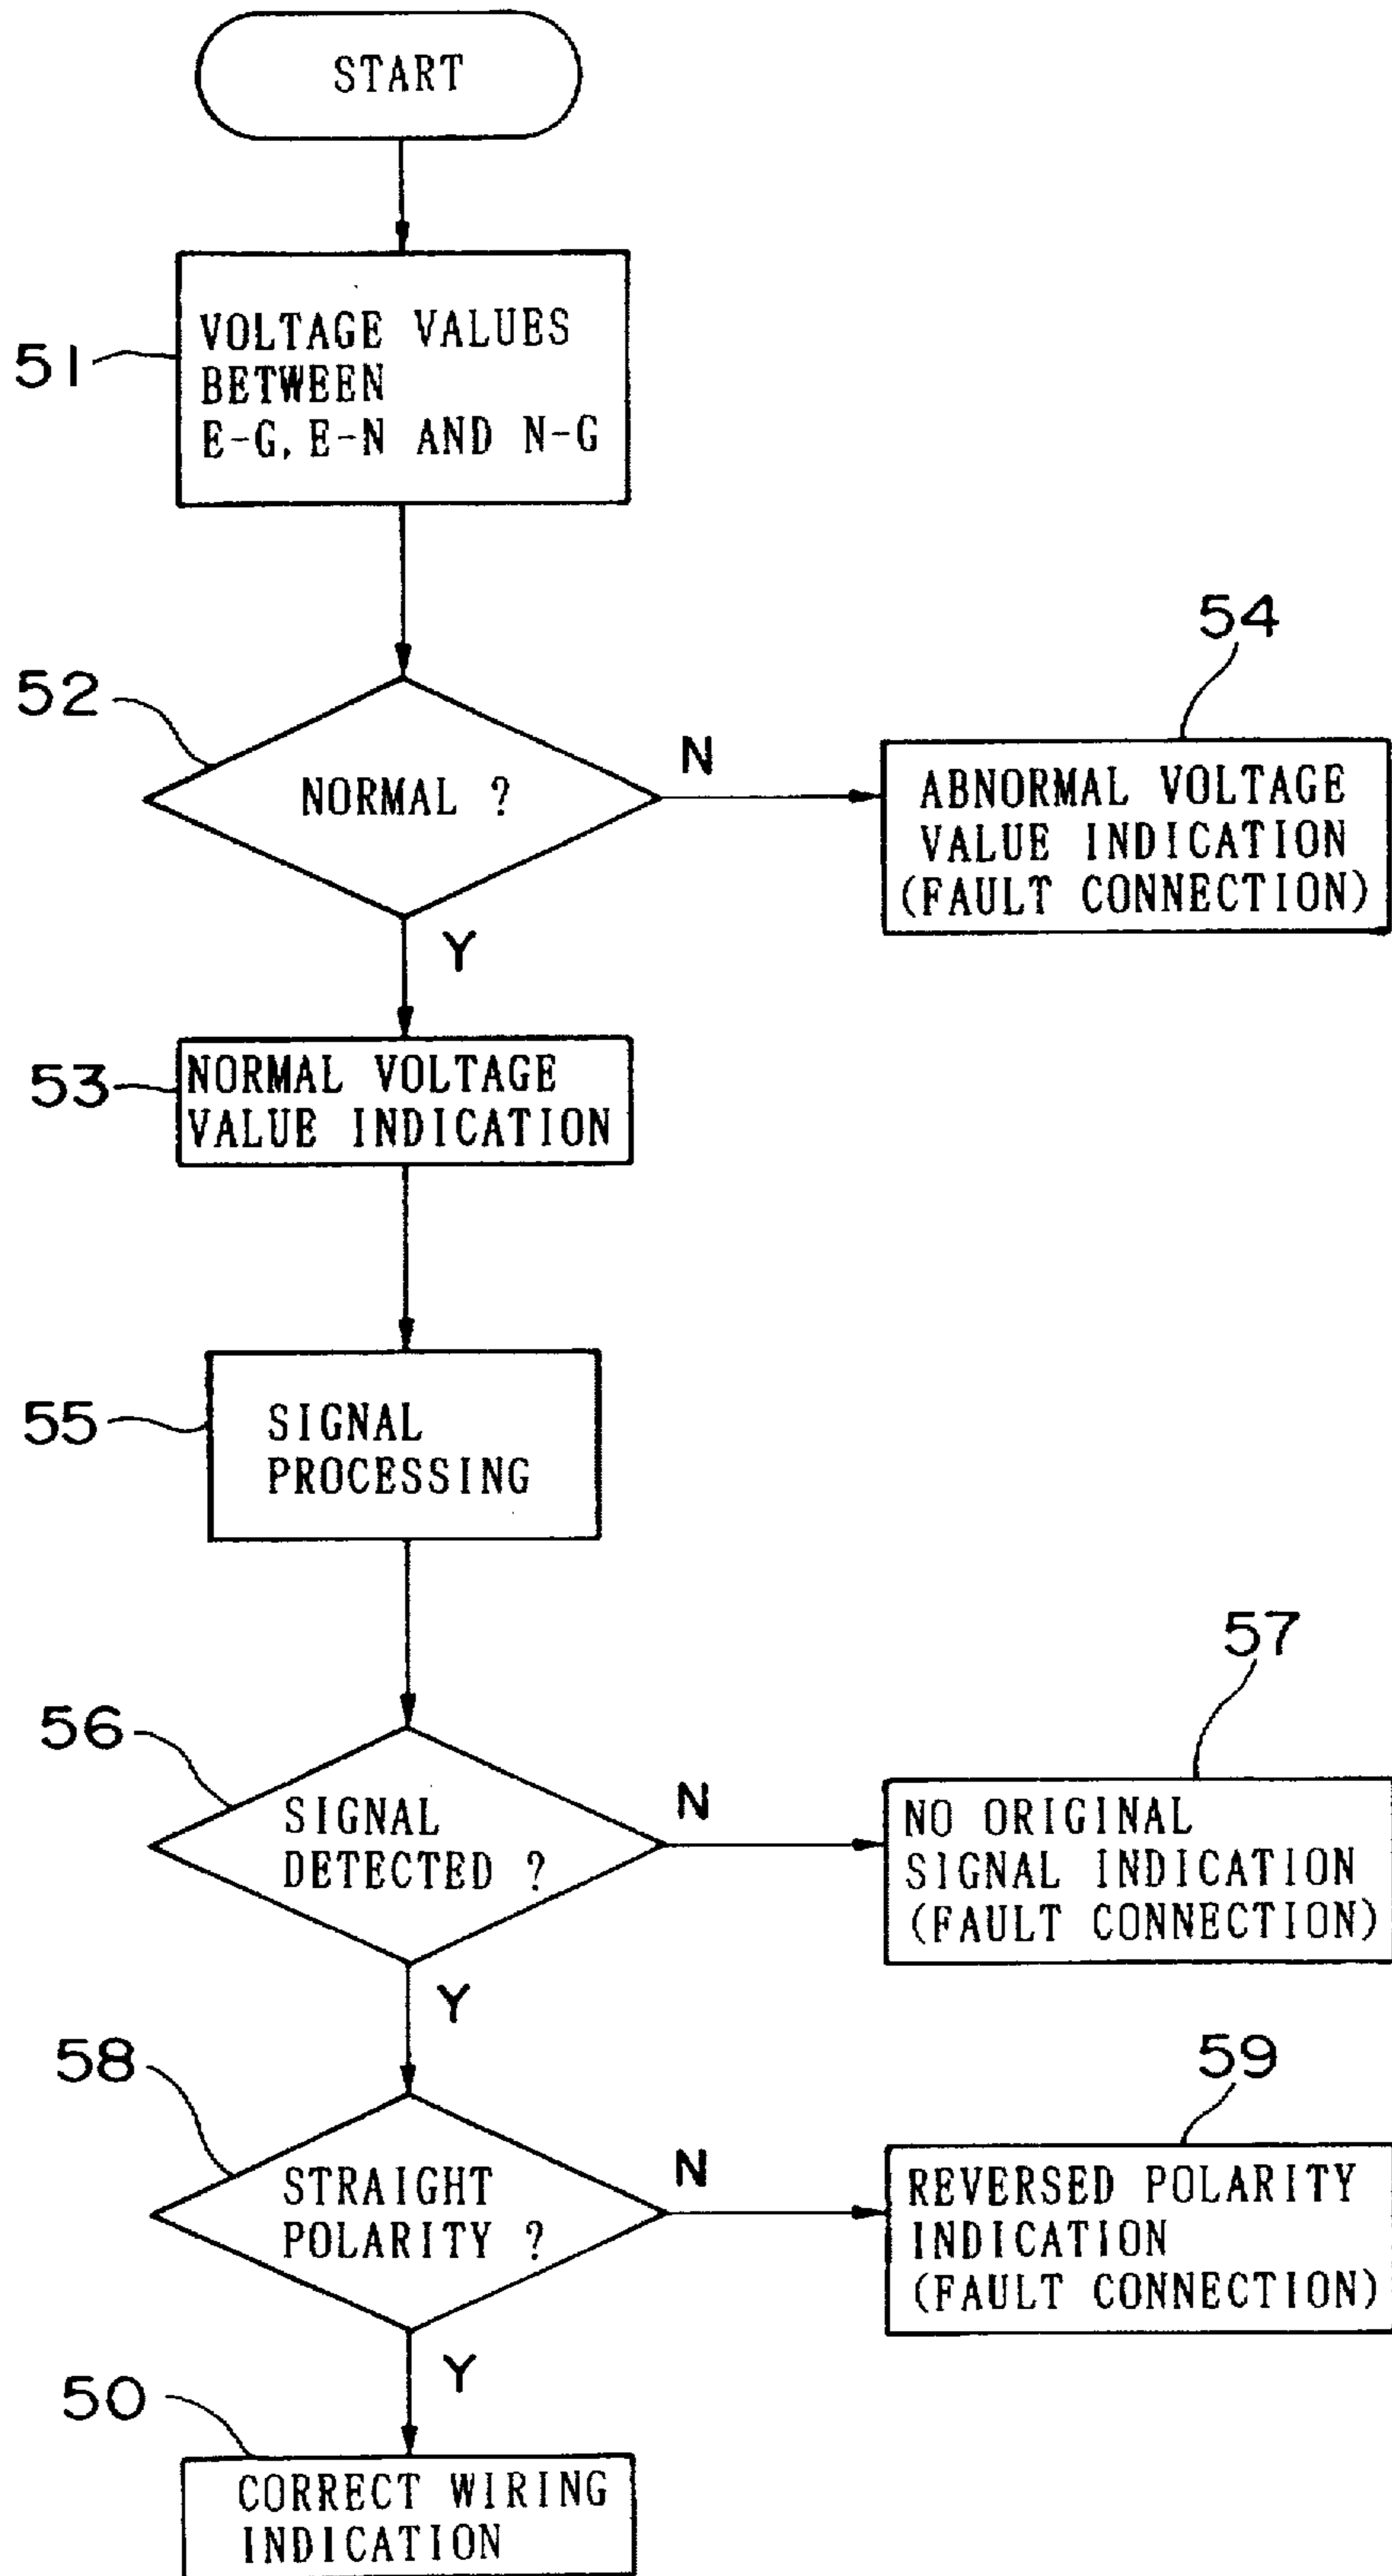 START
51
VOLTAGE VALUES
BETWEEN
E-G, E-N AND N-G
52
NORMAL ?
N
54
ABNORMAL VOLTAGE
VALUE INDICATION
(FAULT CONNECTION)
Y
53
NORMAL VOLTAGE
VALUE INDICATION
55
SIGNAL
PROCESSING
56
SIGNAL
DETECTED ?
N
57
NO ORIGINAL
SIGNAL INDICATION
(FAULT CONNECTION)
Y
58
STRAIGHT
POLARITY ?
N
59
REVERSED POLARITY
INDICATION
(FAULT CONNECTION)
Y
50
CORRECT WIRING
INDICATION